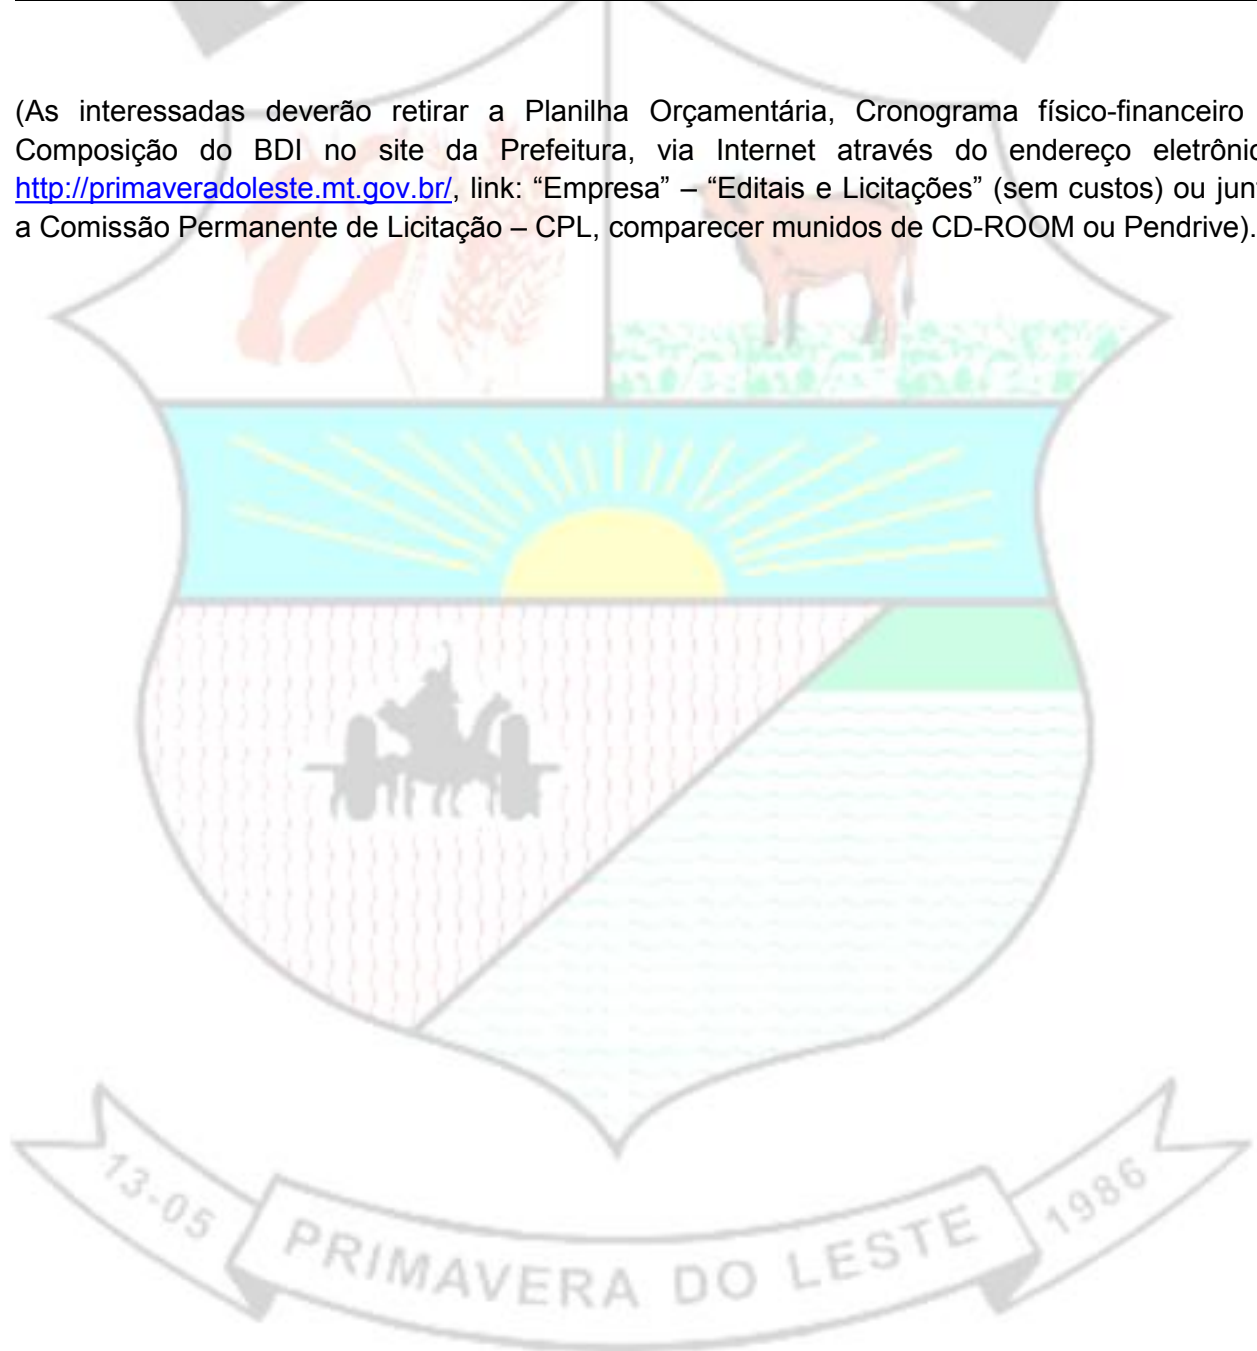 (As interessadas deverão retirar a Planilha Orçamentária, Cronograma físico-financeiro
Composição do BDI no site da Prefeitura, via Internet através do endereço eletrônic
http://primaveradoleste.mt.gov.br/, link: “Empresa” – “Editais e Licitações” (sem custos) ou junt
a Comissão Permanente de Licitação – CPL, comparecer munidos de CD-ROOM ou Pendrive).
13-05
PRIMAVERA DO LESTE
1986